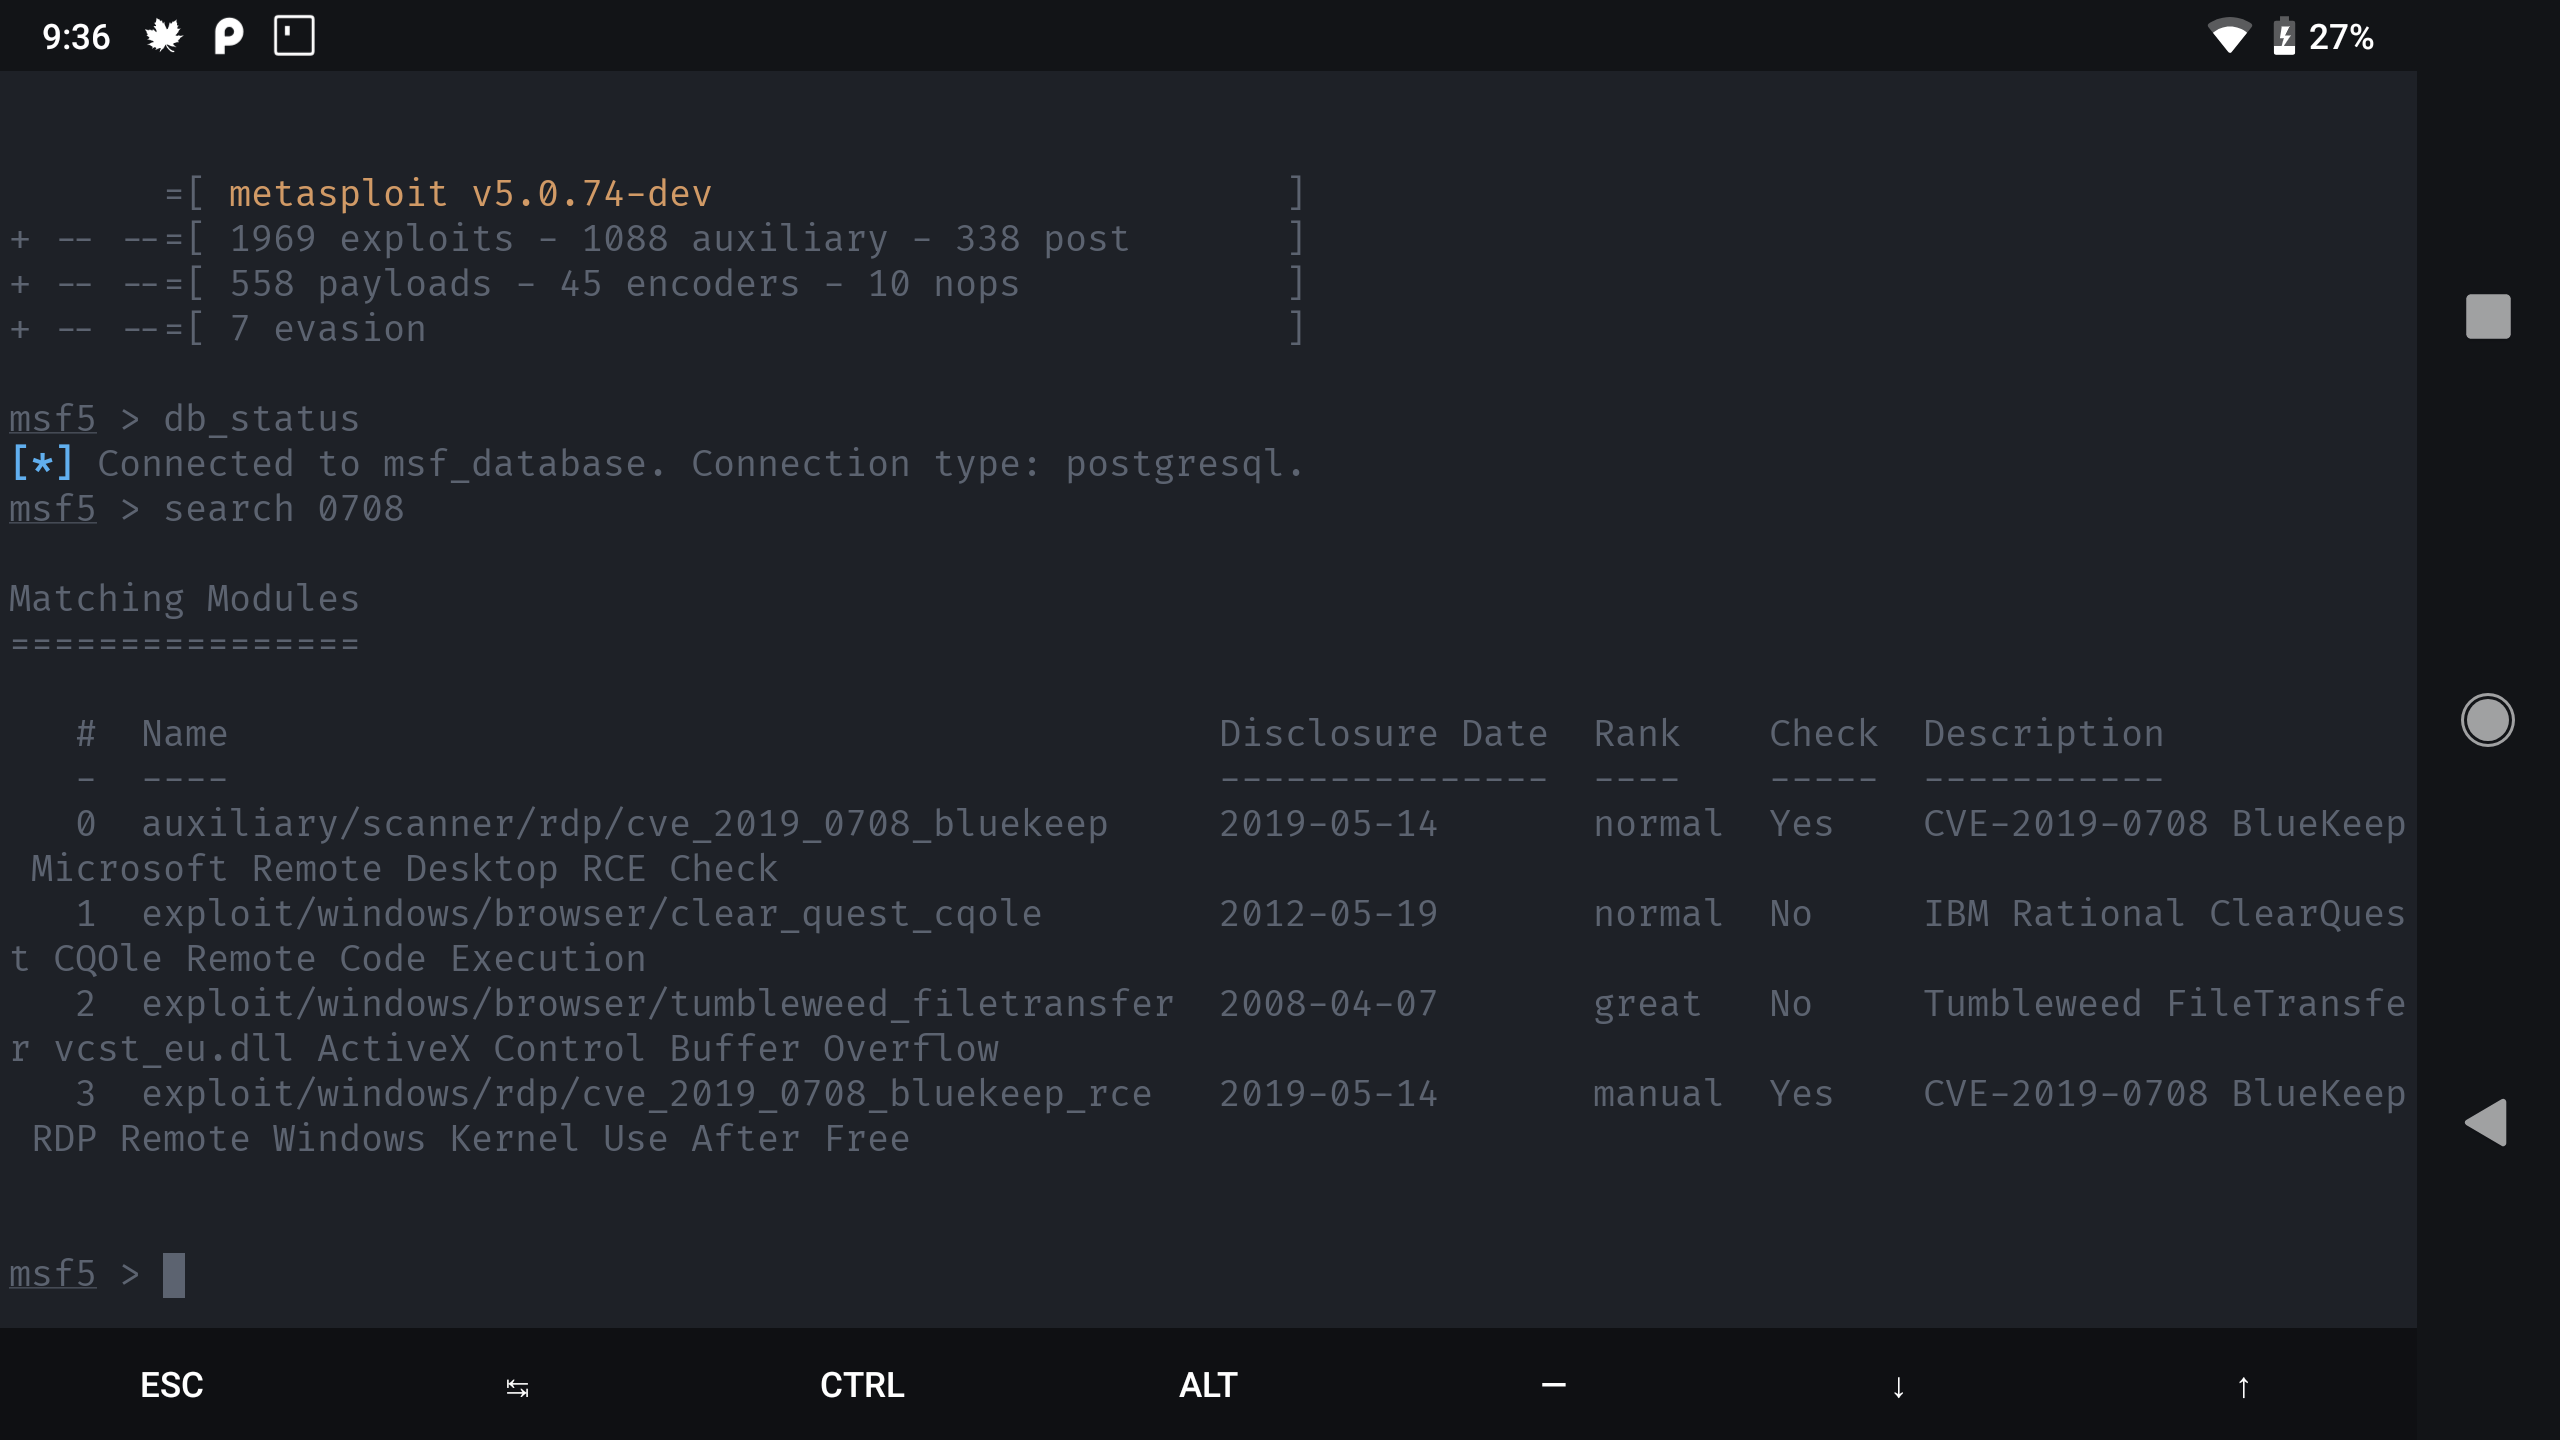 9:36 27%
=[ metasploit v5.0.74-dev ]
+ -- --=[ 1969 exploits - 1088 auxiliary - 338 post ]
+ -- --=[ 558 payloads - 45 encoders - 10 nops ]
+ -- --=[ 7 evasion ]
msf5 > db_status
[*] Connected to msf_database. Connection type: postgresql.
msf5 > search 0708
Matching Modules
================
# Name Disclosure Date Rank Check Description
- ---- --------------- ---- ----- -----------
0 auxiliary/scanner/rdp/cve_2019_0708_bluekeep 2019-05-14 normal Yes CVE-2019-0708 BlueKeep
Microsoft Remote Desktop RCE Check
1 exploit/windows/browser/clear_quest_cqole 2012-05-19 normal No IBM Rational ClearQues
t CQOle Remote Code Execution
2 exploit/windows/browser/tumbleweed_filetransfer 2008-04-07 great No Tumbleweed FileTransfe
r vcst_eu.dll ActiveX Control Buffer Overflow
3 exploit/windows/rdp/cve_2019_0708_bluekeep_rce 2019-05-14 manual Yes CVE-2019-0708 BlueKeep
RDP Remote Windows Kernel Use After Free
msf5 >
ESC ↹ CTRL ALT — ↓ ↑